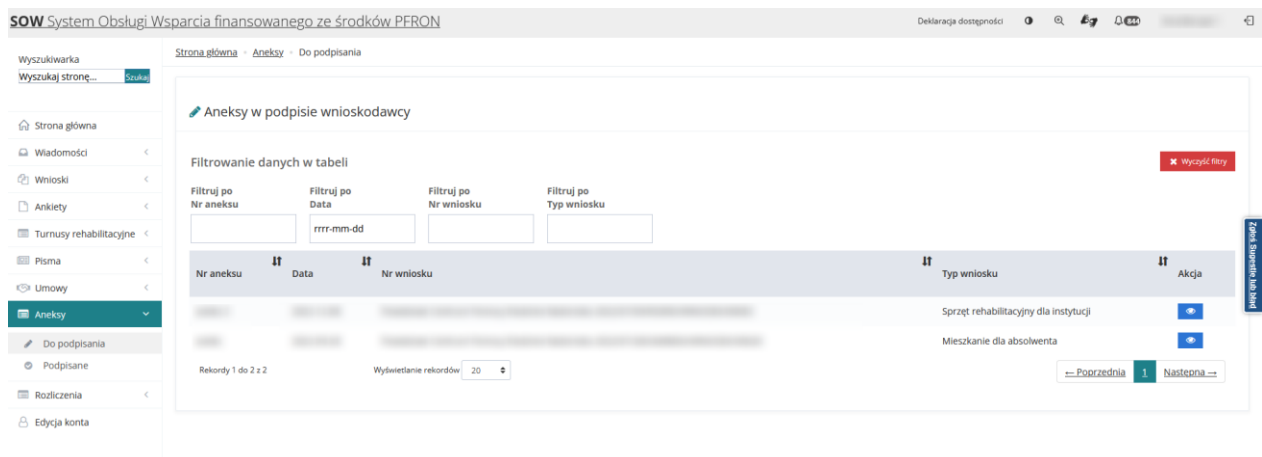 SOW System Obsługi Wsparcia finansowanego ze środków PFRON
Deklaracja dostępności
Wyszukiwarka
Wyszukaj stronę... Szukaj
Strona główna
Wiadomości
Wnioski
Ankiety
Turnusy rehabilitacyjne
Pisma
Umowy
Aneksy
Do podpisania
Podpisane
Rozliczenia
Edycja konta
Strona główna Aneksy Do podpisania
Aneksy w podpisie wnioskodawcy
Filtrowanie danych w tabeli
Wyczyść filtry
Filtruj po Filtruj po Filtruj po Filtruj po
Nr aneksu Data Nr wniosku Typ wniosku
rrrr-mm-dd
Nr aneksu Data Nr wniosku Typ wniosku Akcja
Sprzęt rehabilitacyjny dla instytucji
Mieszkanie dla absolwenta
Rekordy 1 do 2 z 2 Wyświetlanie rekordów 20 ← Poprzednia 1 Następna →
Zgłoś Sugestie lub błąd